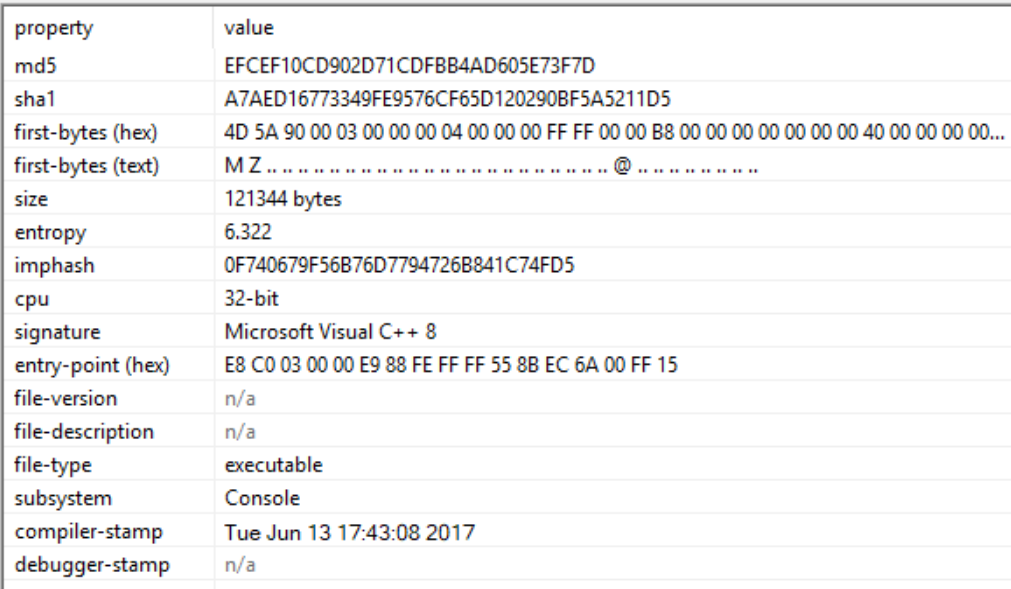 property value
md5 EFCEF10CD902D71CDFBB4AD605E73F7D
sha1 A7AED16773349FE9576CF65D120290BF5A5211D5
first-bytes (hex) 4D 5A 90 00 03 00 00 00 04 00 00 00 FF FF 00 00 B8 00 00 00 00 00 00 00 40 00 00 00 00...
first-bytes (text) M Z .. .. .. .. .. .. .. .. .. .. .. .. .. .. .. .. .. .. .. .. .. .. @ .. .. .. .. .. .. .. ..
size 121344 bytes
entropy 6.322
imphash 0F740679F56B76D7794726B841C74FD5
cpu 32-bit
signature Microsoft Visual C++ 8
entry-point (hex) E8 C0 03 00 00 E9 88 FE FF FF 55 8B EC 6A 00 FF 15
file-version n/a
file-description n/a
file-type executable
subsystem Console
compiler-stamp Tue Jun 13 17:43:08 2017
debugger-stamp n/a